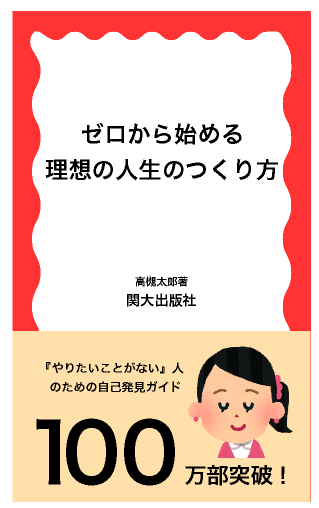 ゼロから始める
理想の人生のつくり方
高槻太郎著
関大出版社
『やりたいことがない』人
のための自己発見ガイド
100
万部突破！